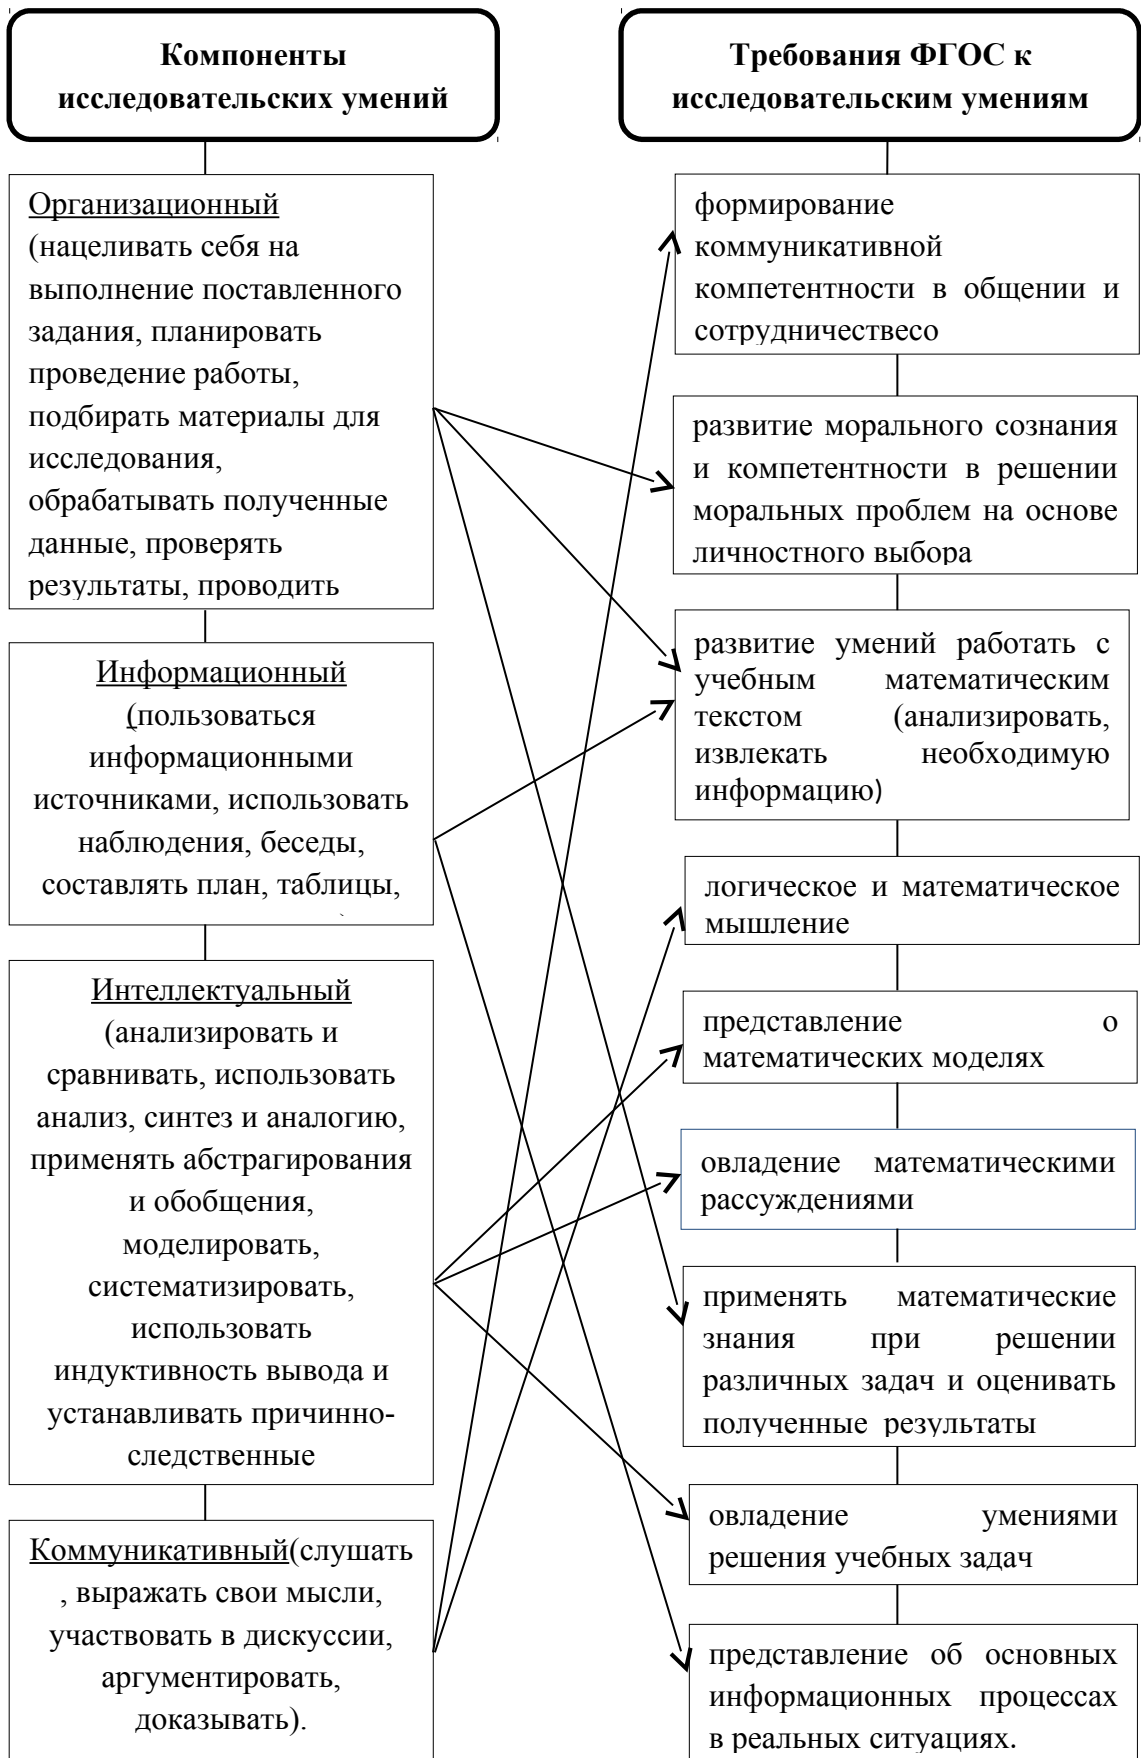 Компоненты
исследовательских умений
Организационный
(нацеливать себя на
выполнение поставленного
задания, планировать
проведение работы,
подбирать материалы для
исследования,
обрабатывать полученные
данные, проверять
результаты, проводить
Информационный
(пользоваться
информационными
источниками, использовать
наблюдения, беседы,
составлять план, таблицы,
Интеллектуальный
(анализировать и
сравнивать, использовать
анализ, синтез и аналогию,
применять абстрагирования
и обобщения,
моделировать,
систематизировать,
использовать
индуктивность вывода и
устанавливать причинно-
следственные
Коммуникативный(слушать
, выражать свои мысли,
участвовать в дискуссии,
аргументировать,
доказывать).
Требования ФГОС к
исследовательским умениям
формирование
коммуникативной
компетентности в общении и
сотрудничествесо
развитие морального сознания
и компетентности в решении
моральных проблем на основе
личностного выбора
развитие умений работать с
учебным математическим
текстом (анализировать,
извлекать необходимую
информацию)
логическое и математическое
мышление
представление о
математических моделях
овладение математическими
рассуждениями
применять математические
знания при решении
различных задач и оценивать
полученные результаты
овладение умениями
решения учебных задач
представление об основных
информационных процессах
в реальных ситуациях.